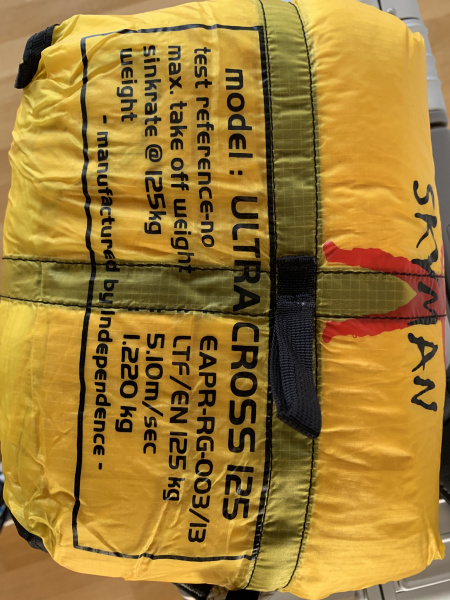 SKYMAN
model : ULTRA CROSS 125
test reference-no EAPR-RG-003/13
max. take off weight LTF/EN 125 kg
sinkrate @ 125kg 5.10m/sec
weight 1.220 kg
- manufactured by Independence -